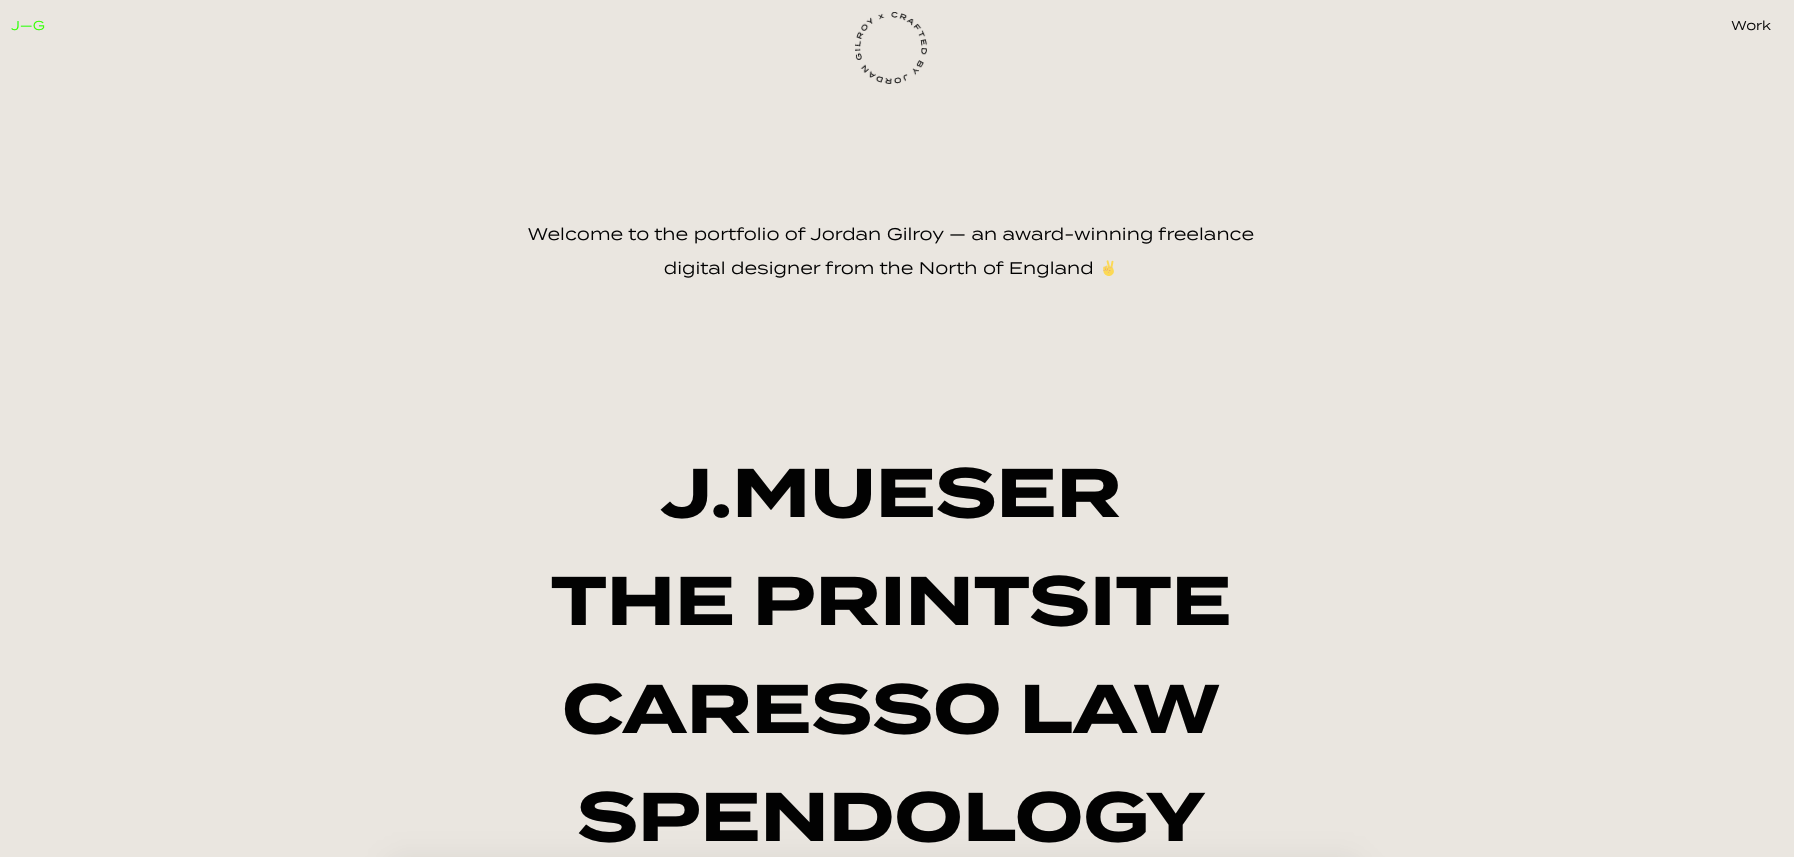 J—G
CRAFTED BY JORDAN GILROY x
Work
Welcome to the portfolio of Jordan Gilroy — an award-winning freelance
digital designer from the North of England ✌️
J.MUESER
THE PRINTSITE
CARESSO LAW
SPENDOLOGY